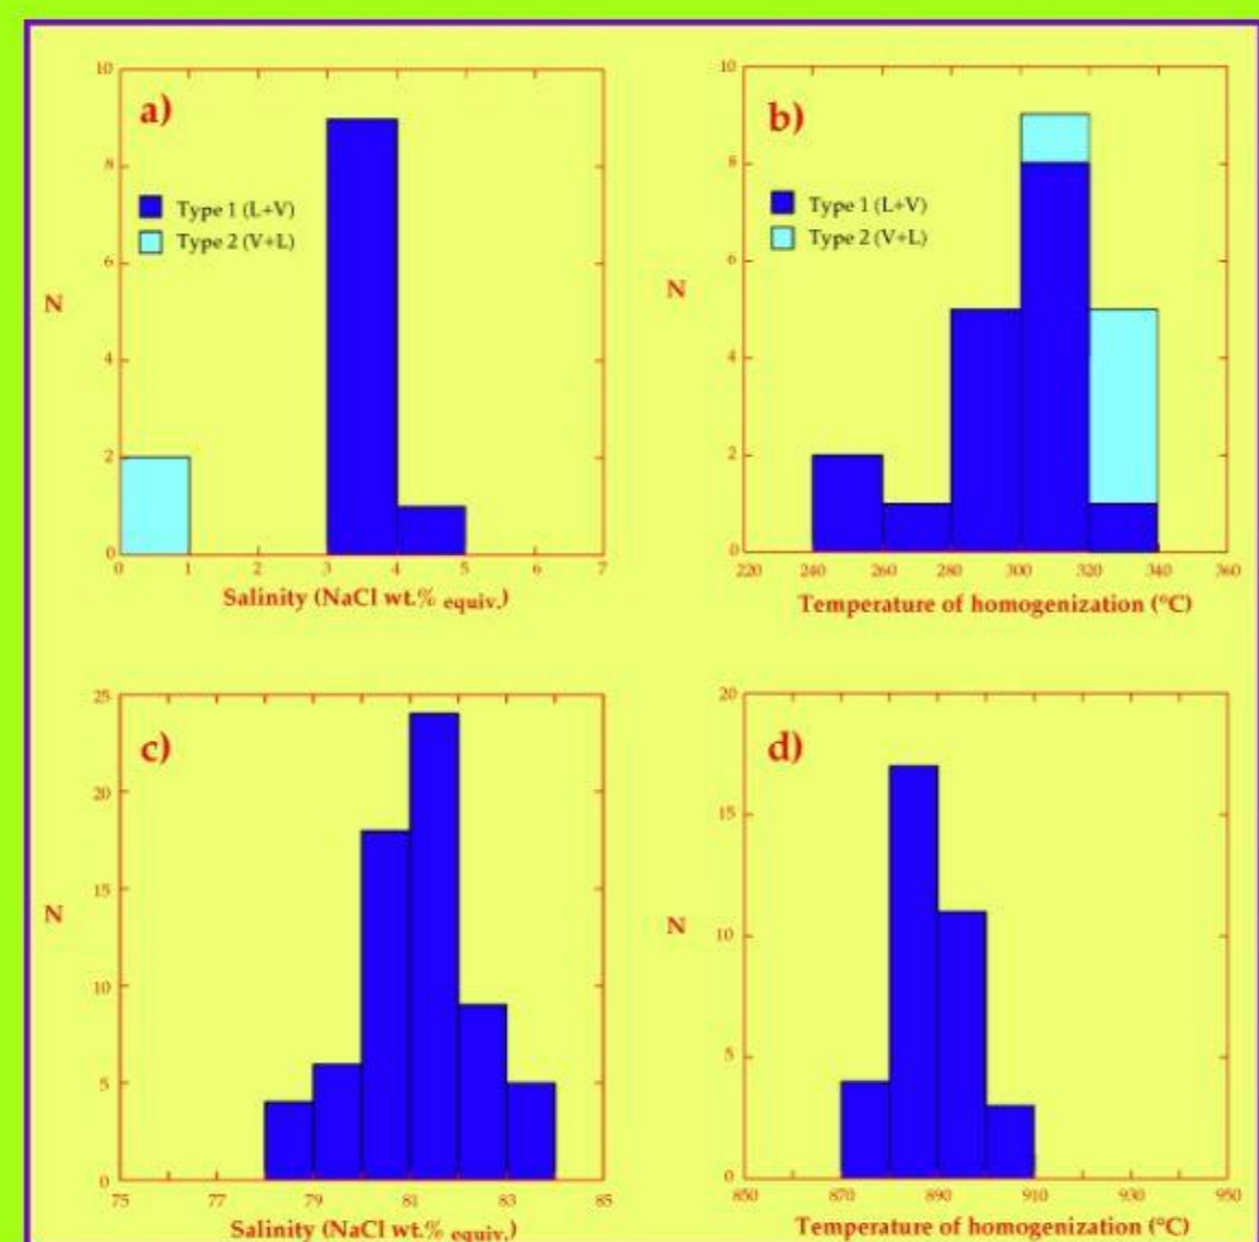 a)
10
8
6
4
2
0
N
Type 1 (L+V)
Type 2 (V+L)
0 1 2 3 4 5 6 7
Salinity (NaCl wt.% equiv.)
b)
10
8
6
4
2
0
N
Type 1 (L+V)
Type 2 (V+L)
220 240 260 280 300 320 340 360
Temperature of homogenization (°C)
c)
25
20
15
10
5
0
N
75 77 79 81 83 85
Salinity (NaCl wt.% equiv.)
d)
20
15
10
5
0
N
850 870 890 910 930 950
Temperature of homogenization (°C)